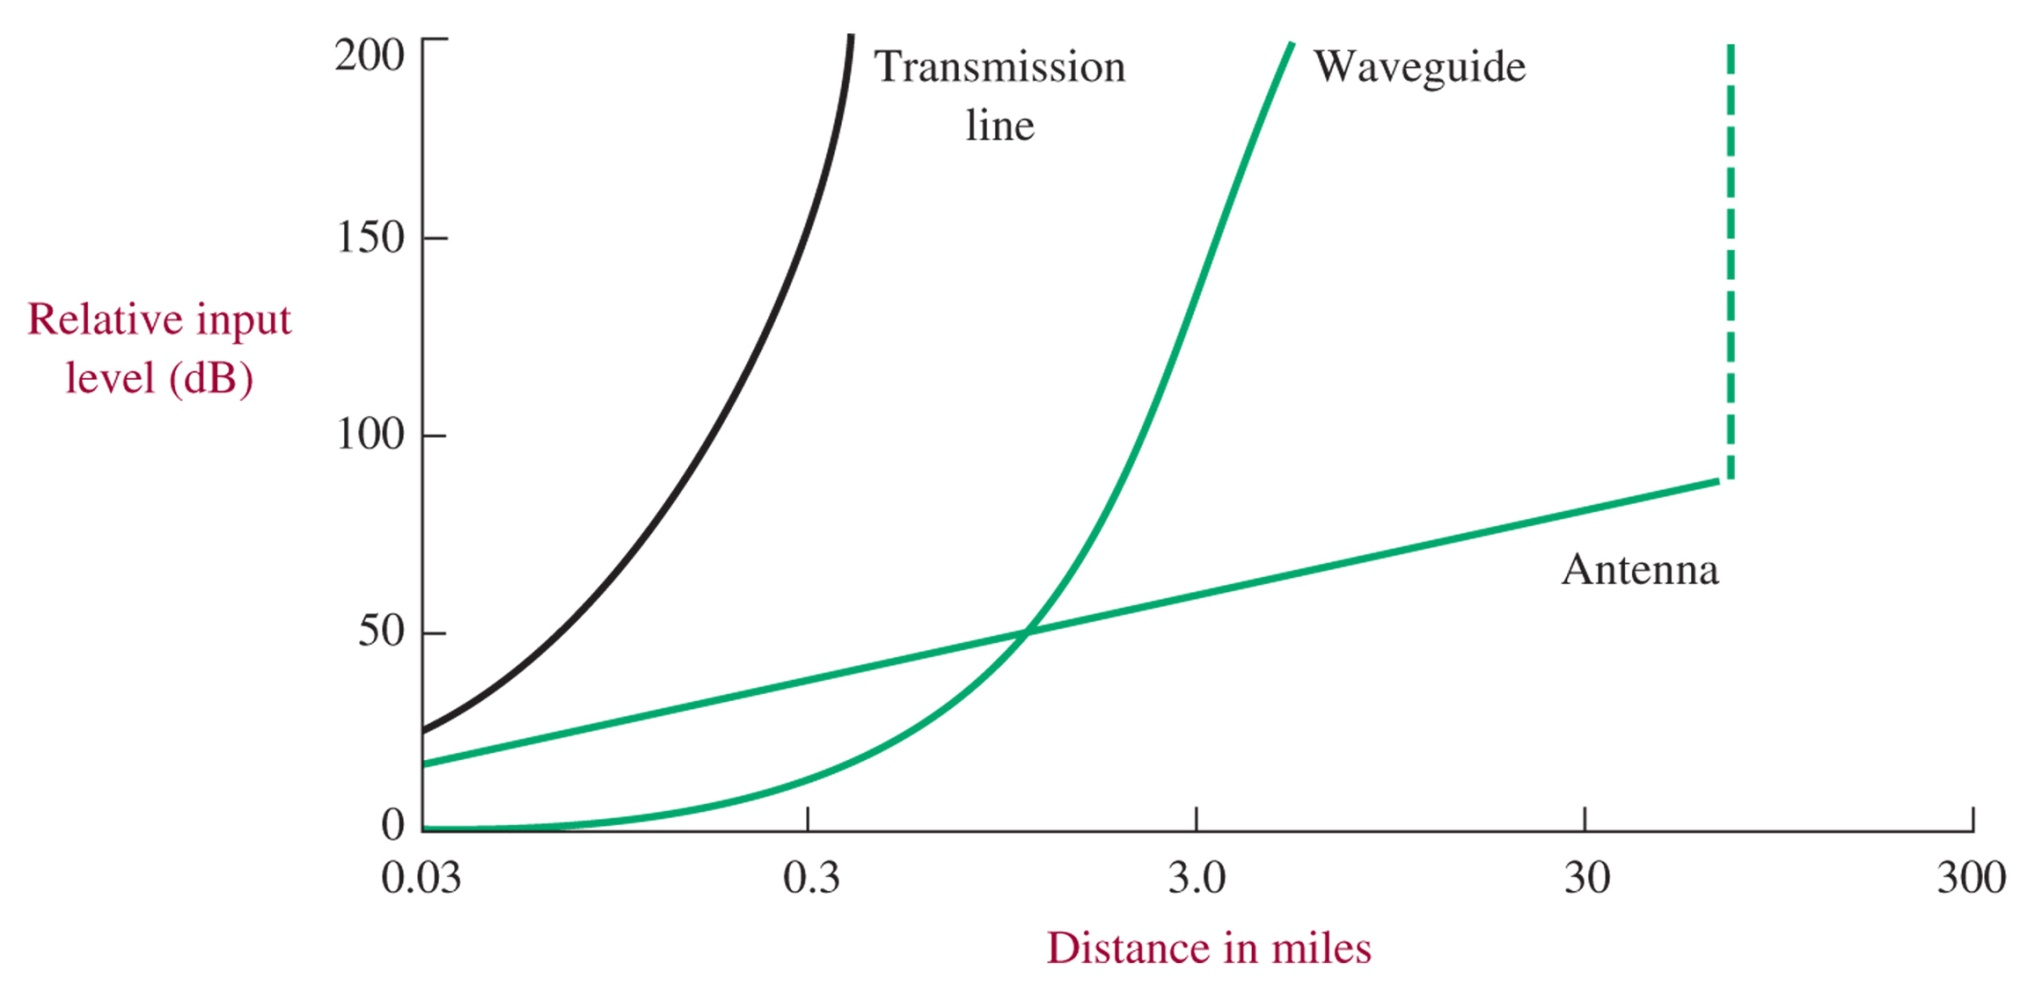 200
Transmission
line
Waveguide
150
Relative input
level (dB)
100
Antenna
50
0
0.03
0.3
3.0
30
300
Distance in miles